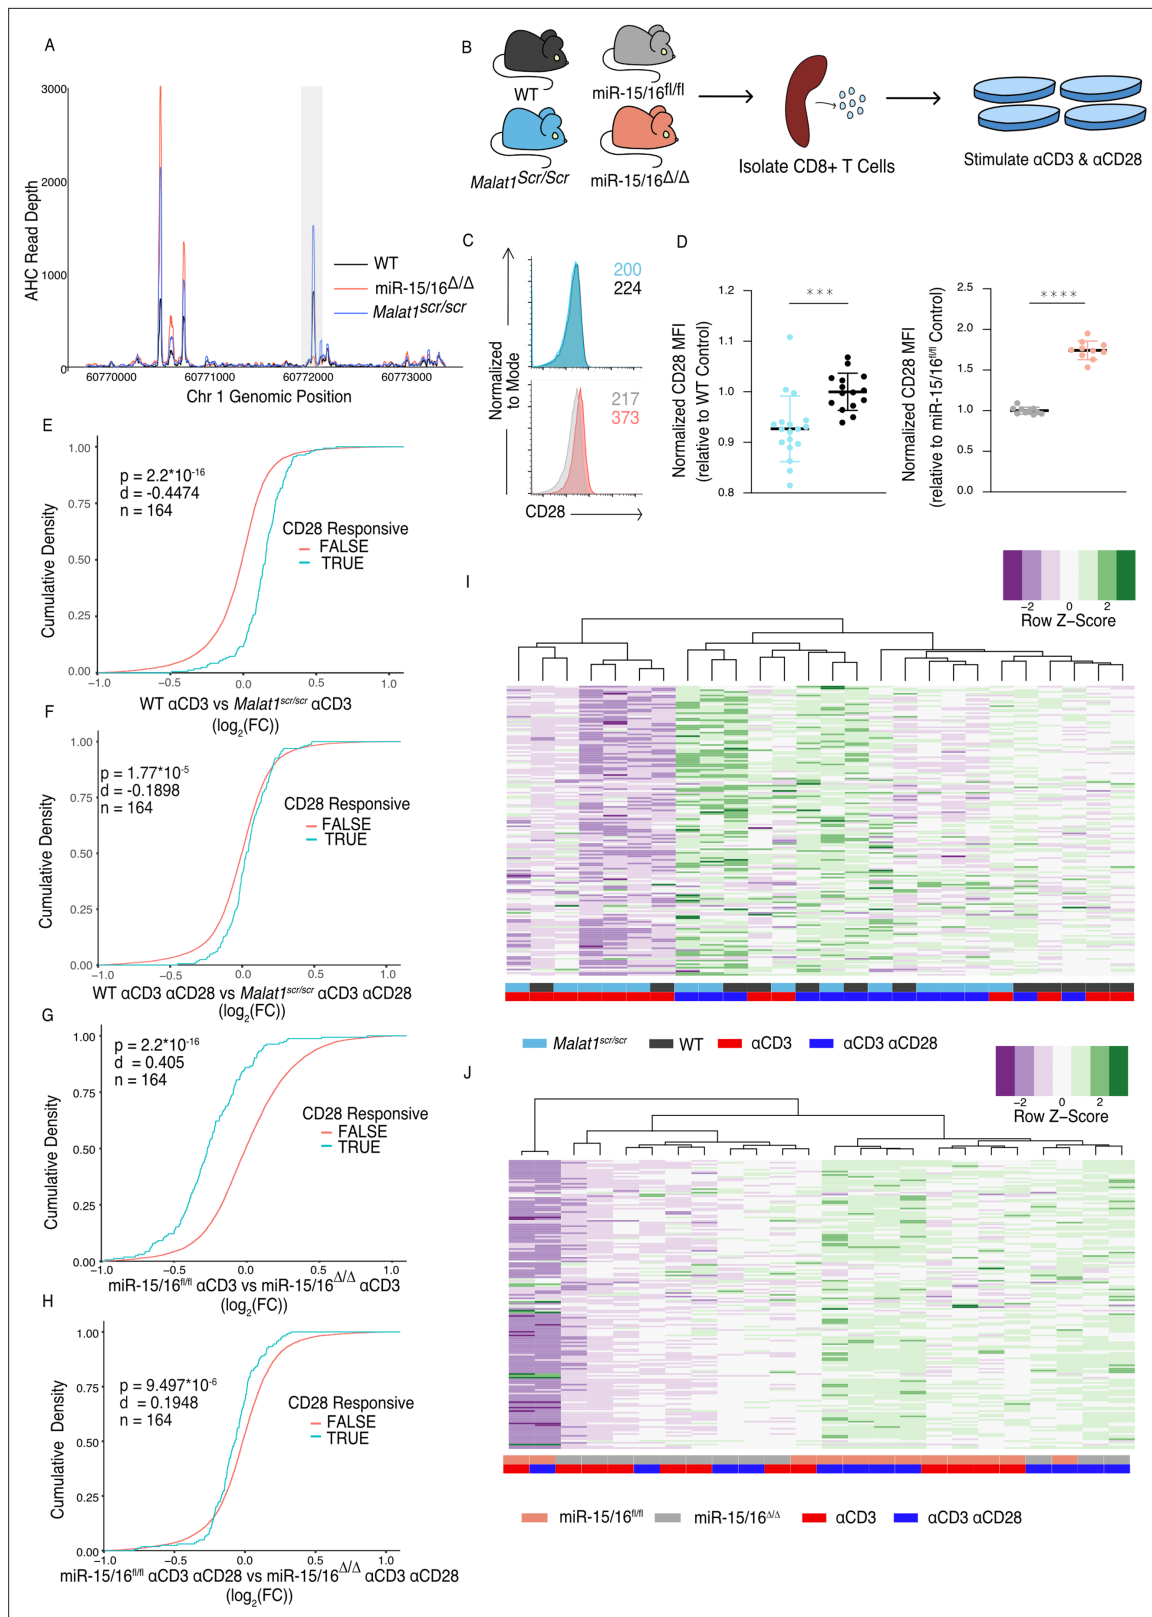 A
AHC Read Depth
3000
2000
1000
0
60770000 60771000 60772000 60773000
Chr 1 Genomic Position
WT
miR-15/16Δ/Δ
Malat1scr/scr
B
WT
miR-15/16fl/fl
Malat1Scr/Scr
miR-15/16Δ/Δ
Isolate CD8+ T Cells
Stimulate αCD3 & αCD28
C
Normalized
to Mode
200
224
217
373
CD28
D
Normalized CD28 MFI
(relative to WT Control)
1.2
1.1
1.0
0.9
0.8
***
Normalized CD28 MFI
(relative to miR-15/16fl/fl Control)
2.5
2.0
1.5
1.0
0.5
0.0
****
E
Cumulative Density
1.00
0.75
0.50
0.25
0.00
p = 2.2*10-16
d = -0.4474
n = 164
CD28 Responsive
FALSE
TRUE
−1.0 −0.5 0.0 0.5 1.0
WT αCD3 vs Malat1scr/scr αCD3
(log2(FC))
F
Cumulative Density
1.00
0.75
0.50
0.25
0.00
p = 1.77*10-5
d = -0.1898
n = 164
CD28 Responsive
FALSE
TRUE
−1.0 −0.5 0.0 0.5 1.0
WT αCD3 αCD28 vs Malat1scr/scr αCD3 αCD28
(log2(FC))
G
Cumulative Density
1.00
0.75
0.50
0.25
0.00
p = 2.2*10-16
d = 0.405
n = 164
CD28 Responsive
FALSE
TRUE
−1.0 −0.5 0.0 0.5 1.0
miR-15/16fl/fl αCD3 vs miR-15/16Δ/Δ αCD3
(log2(FC))
H
Cumulative Density
1.00
0.75
0.50
0.25
0.00
p = 9.497*10-6
d = 0.1948
n = 164
CD28 Responsive
FALSE
TRUE
−1.0 −0.5 0.0 0.5 1.0
miR-15/16fl/fl αCD3 αCD28 vs miR-15/16Δ/Δ αCD3 αCD28
(log2(FC))
I
−2 0 2
Row Z−Score
Malat1scr/scr WT αCD3 αCD3 αCD28
J
−2 0 2
Row Z−Score
miR-15/16fl/fl miR-15/16Δ/Δ αCD3 αCD3 αCD28